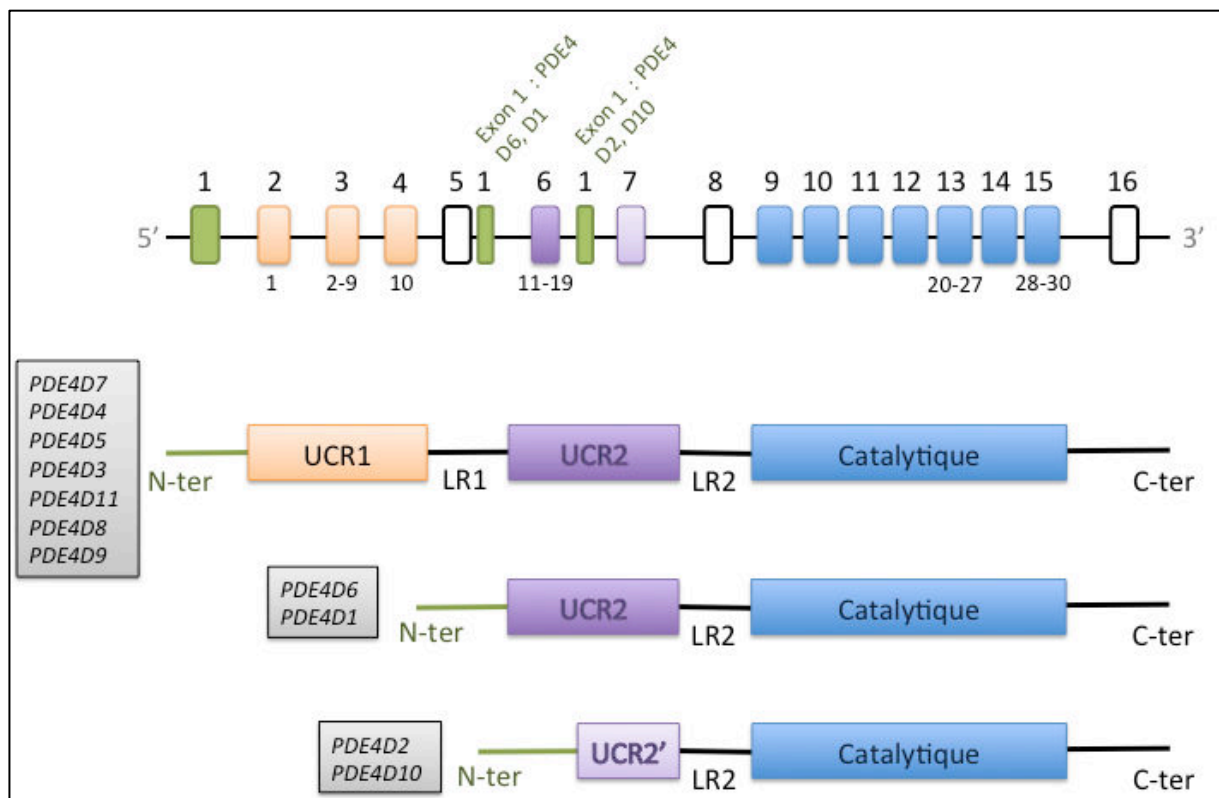 Exon 1 : PDE4
D6, D1
Exon 1 : PDE4
D2, D10
1 2 3 4 5 1 6 1 7 8 9 10 11 12 13 14 15 16
5’ 3’
1 2-9 10 11-19 20-27 28-30
PDE4D7
PDE4D4
PDE4D5
PDE4D3
PDE4D11
PDE4D8
PDE4D9
UCR1 UCR2 Catalytique
N-ter LR1 LR2 C-ter
PDE4D6
PDE4D1
UCR2 Catalytique
N-ter LR2 C-ter
PDE4D2
PDE4D10
UCR2’ Catalytique
N-ter LR2 C-ter